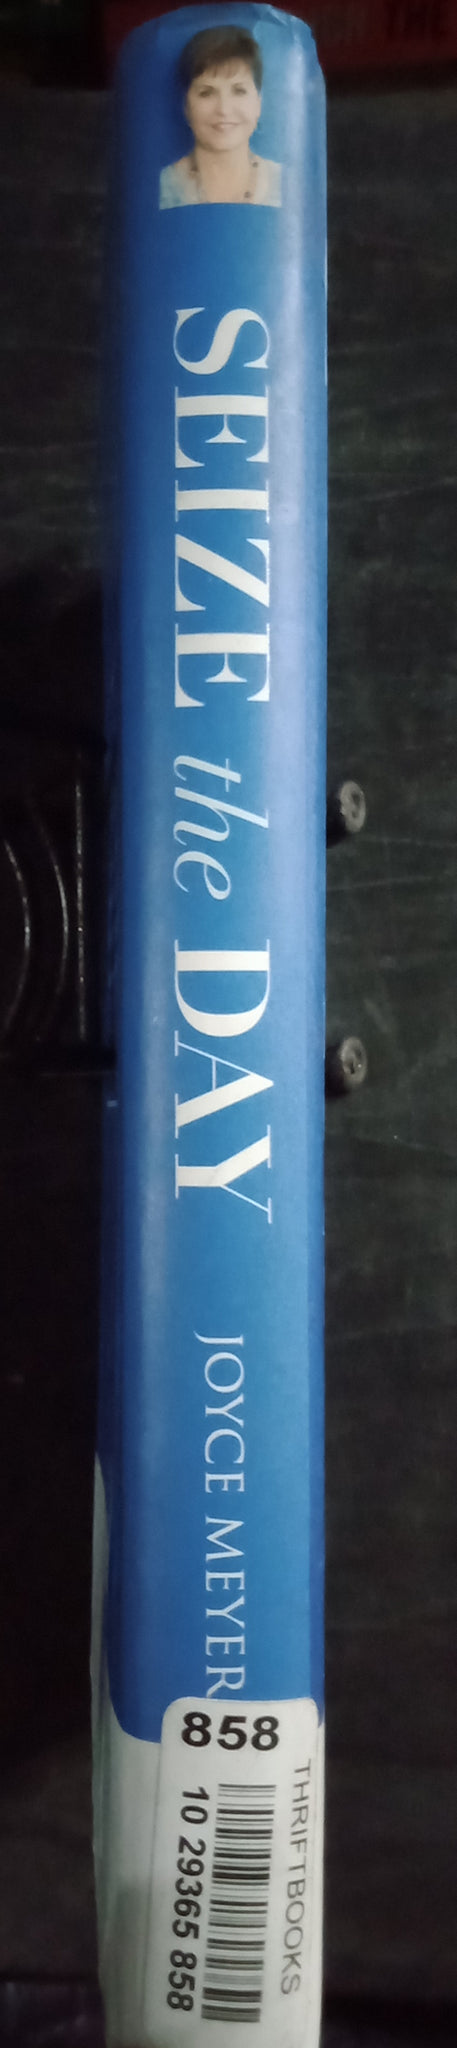 SEIZE the DAY
JOYCE MEYER
858
THRIFTBOOKS
10 29365 858